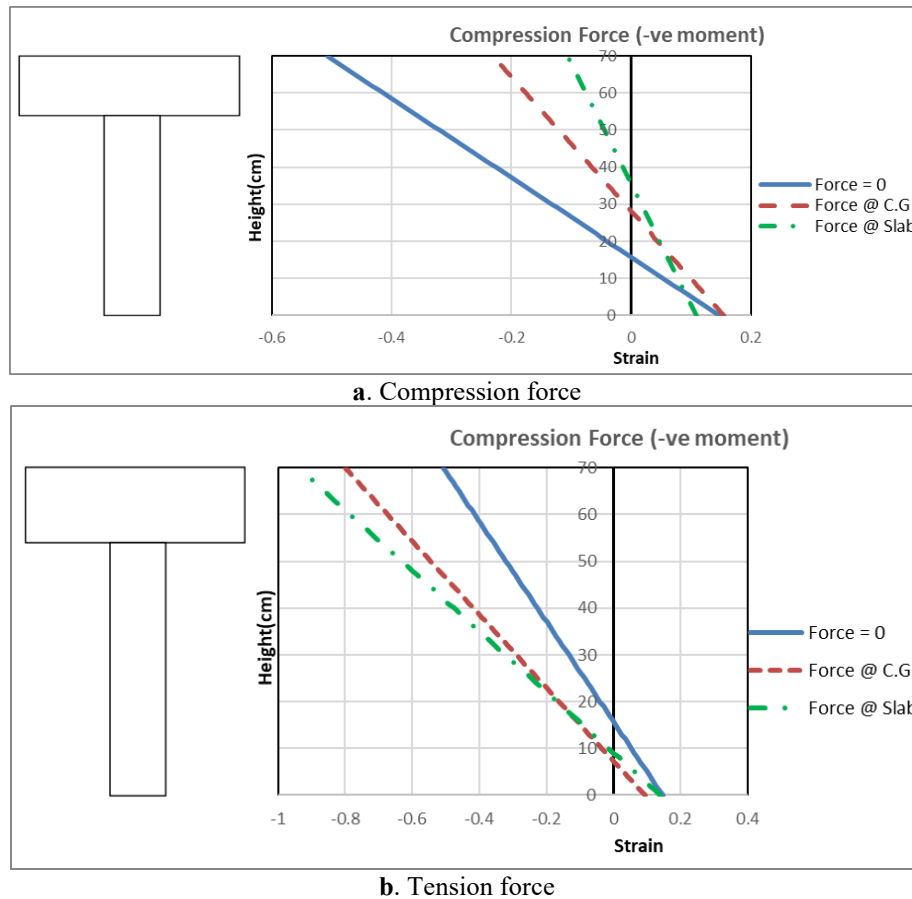 Compression Force (-ve moment)
Height(cm)
70
60
50
40
30
20
10
0
-0.6
-0.4
-0.2
0
0.2
Strain
Force = 0
Force @ C.G
Force @ Slab
a. Compression force
Compression Force (-ve moment)
Height(cm)
70
60
50
40
30
20
10
0
-1
-0.8
-0.6
-0.4
-0.2
0
0.2
0.4
Strain
Force = 0
Force @ C.G
Force @ Slab
b. Tension force